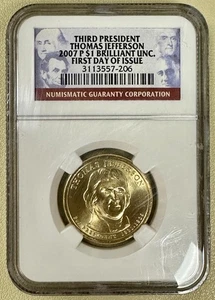 THIRD PRESIDENT
THOMAS JEFFERSON
2007 P $1 BRILLIANT UNC.
FIRST DAY OF ISSUE
3113557-206
NUMISMATIC GUARANTY CORPORATION
THOMAS JEFFERSON